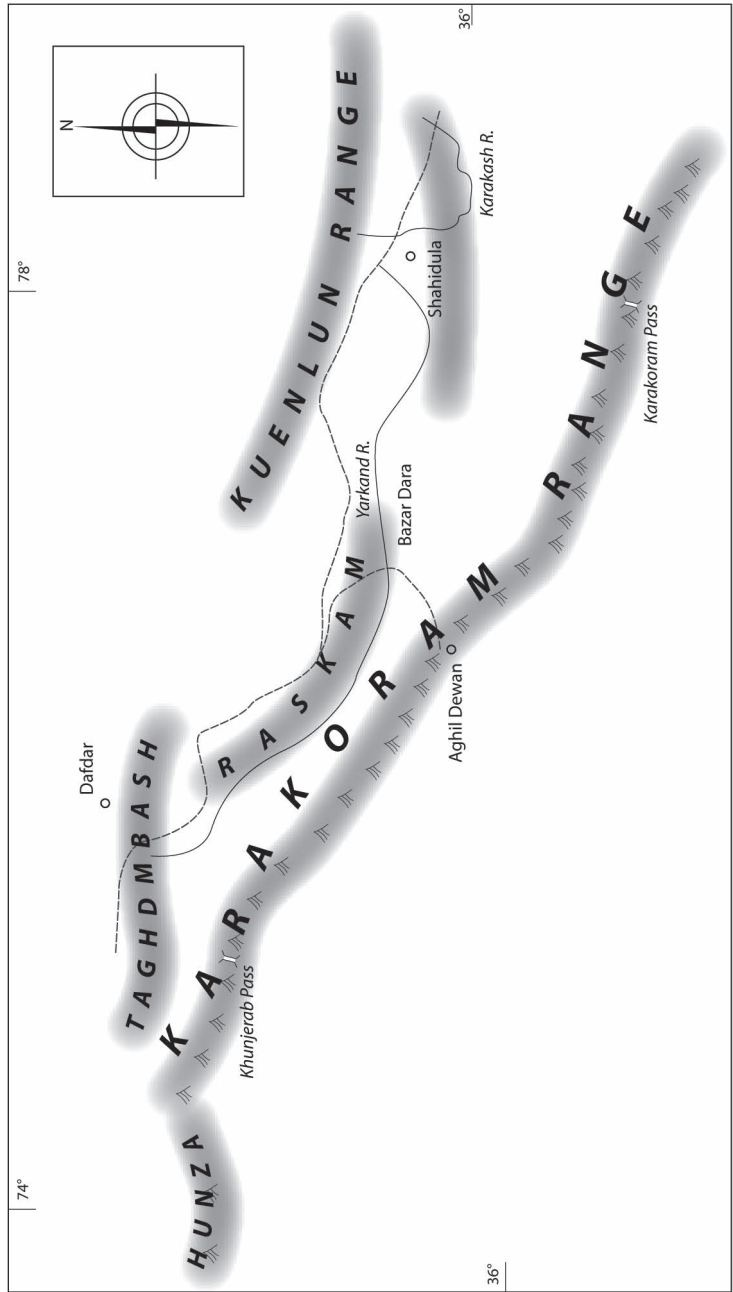 74°
78°
N
36°
36°
Dafdar
TAGHDMBASH
KUENLUN RANGE
HUNZA
RASKAM
Yarkand R.
Bazar Dara
Shahidula
Karakash R.
Khunjerab Pass
KARAKORAM RANGE
Aghil Dewan
Karakoram Pass